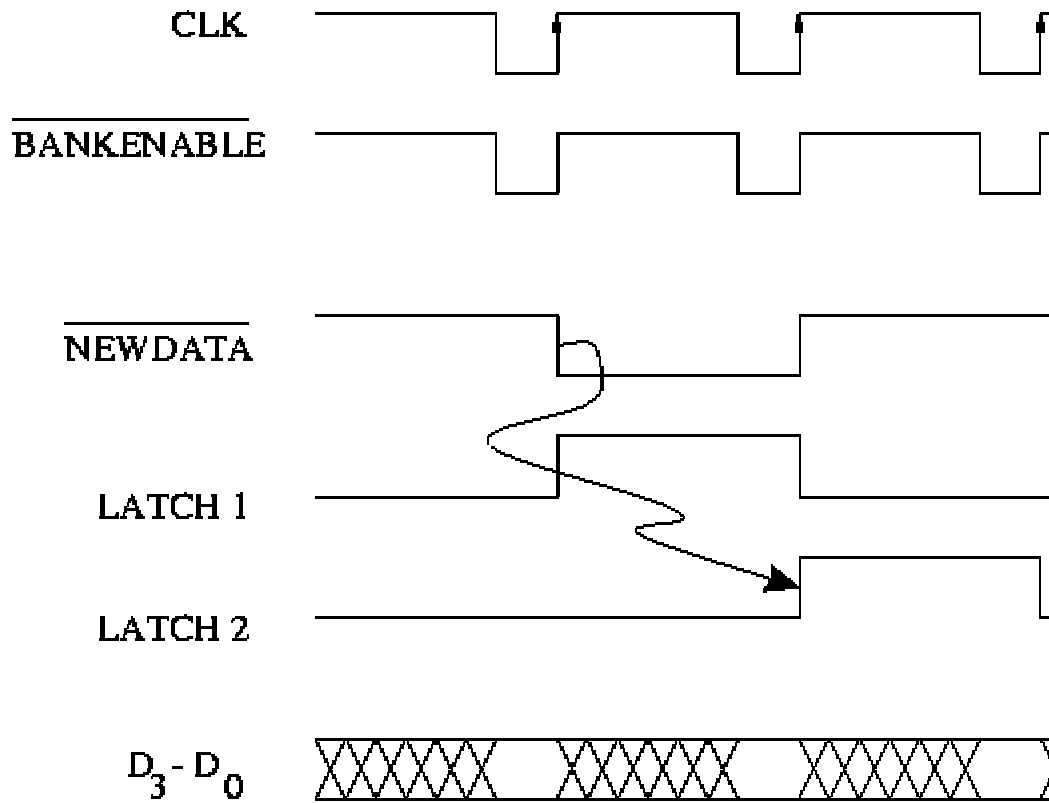 CLK
BANKENABLE
NEWDATA
LATCH 1
LATCH 2
D3 - D0